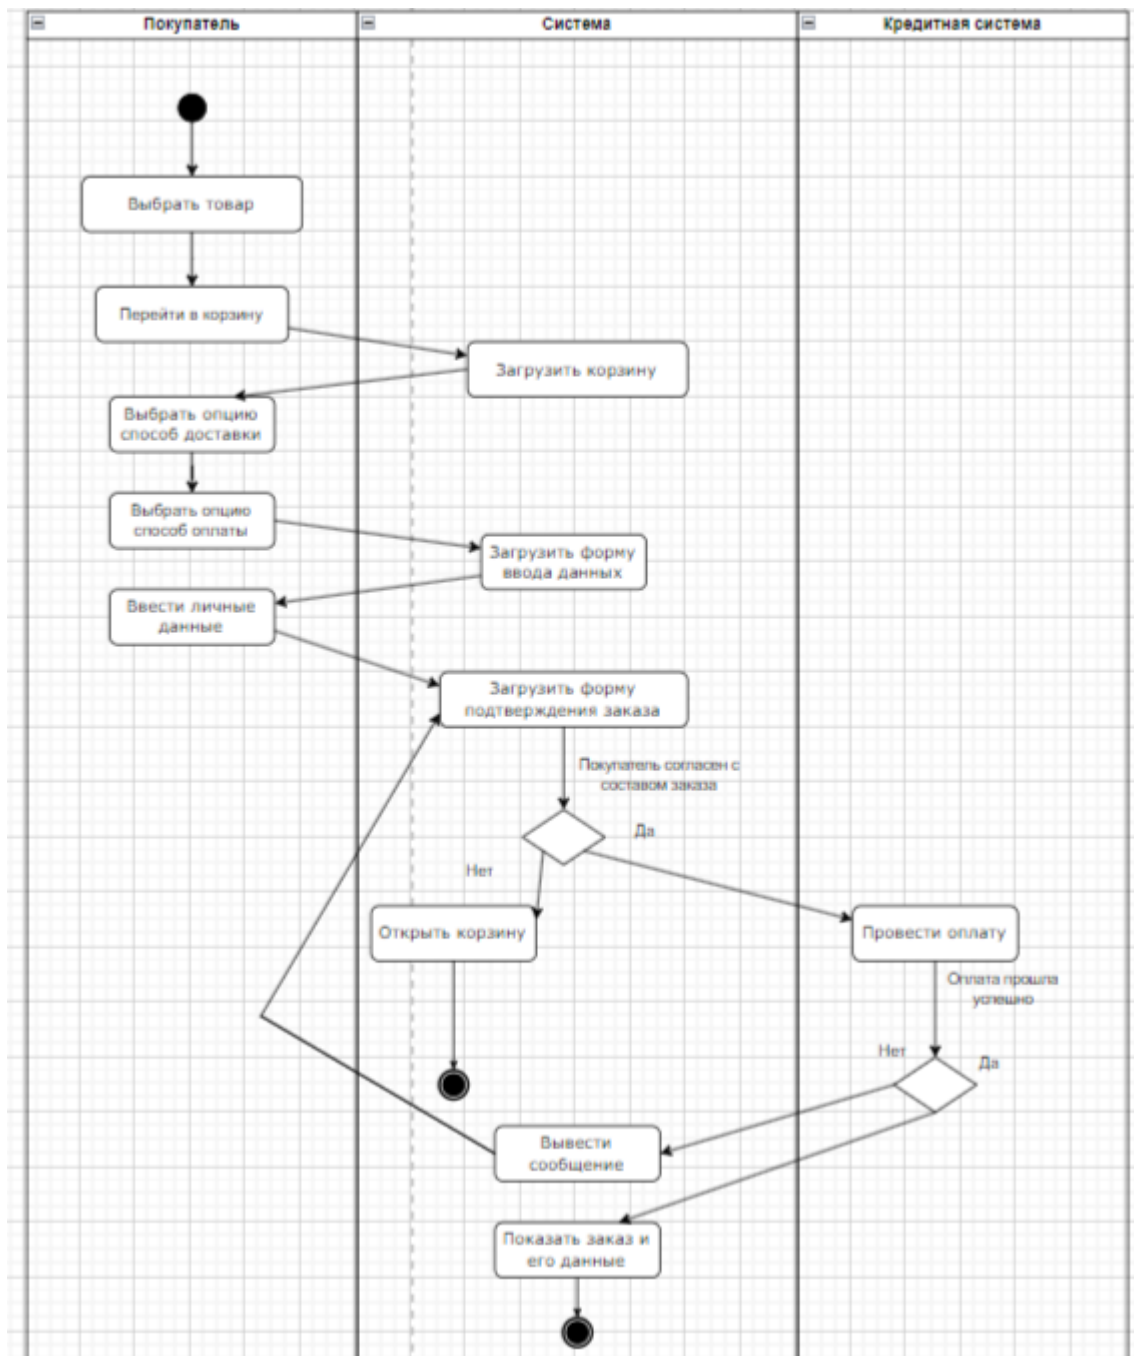 Покупатель
Система
Кредитная система
Выбрать товар
Перейти в корзину
Загрузить корзину
Выбрать опцию
способ доставки
Выбрать опцию
способ оплаты
Загрузить форму
ввода данных
Ввести личные
данные
Загрузить форму
подтверждения заказа
Покупатель согласен с
составом заказа
Да
Нет
Открыть корзину
Провести оплату
Оплата прошла
успешно
Нет
Да
Вывести
сообщение
Показать заказ и
его данные